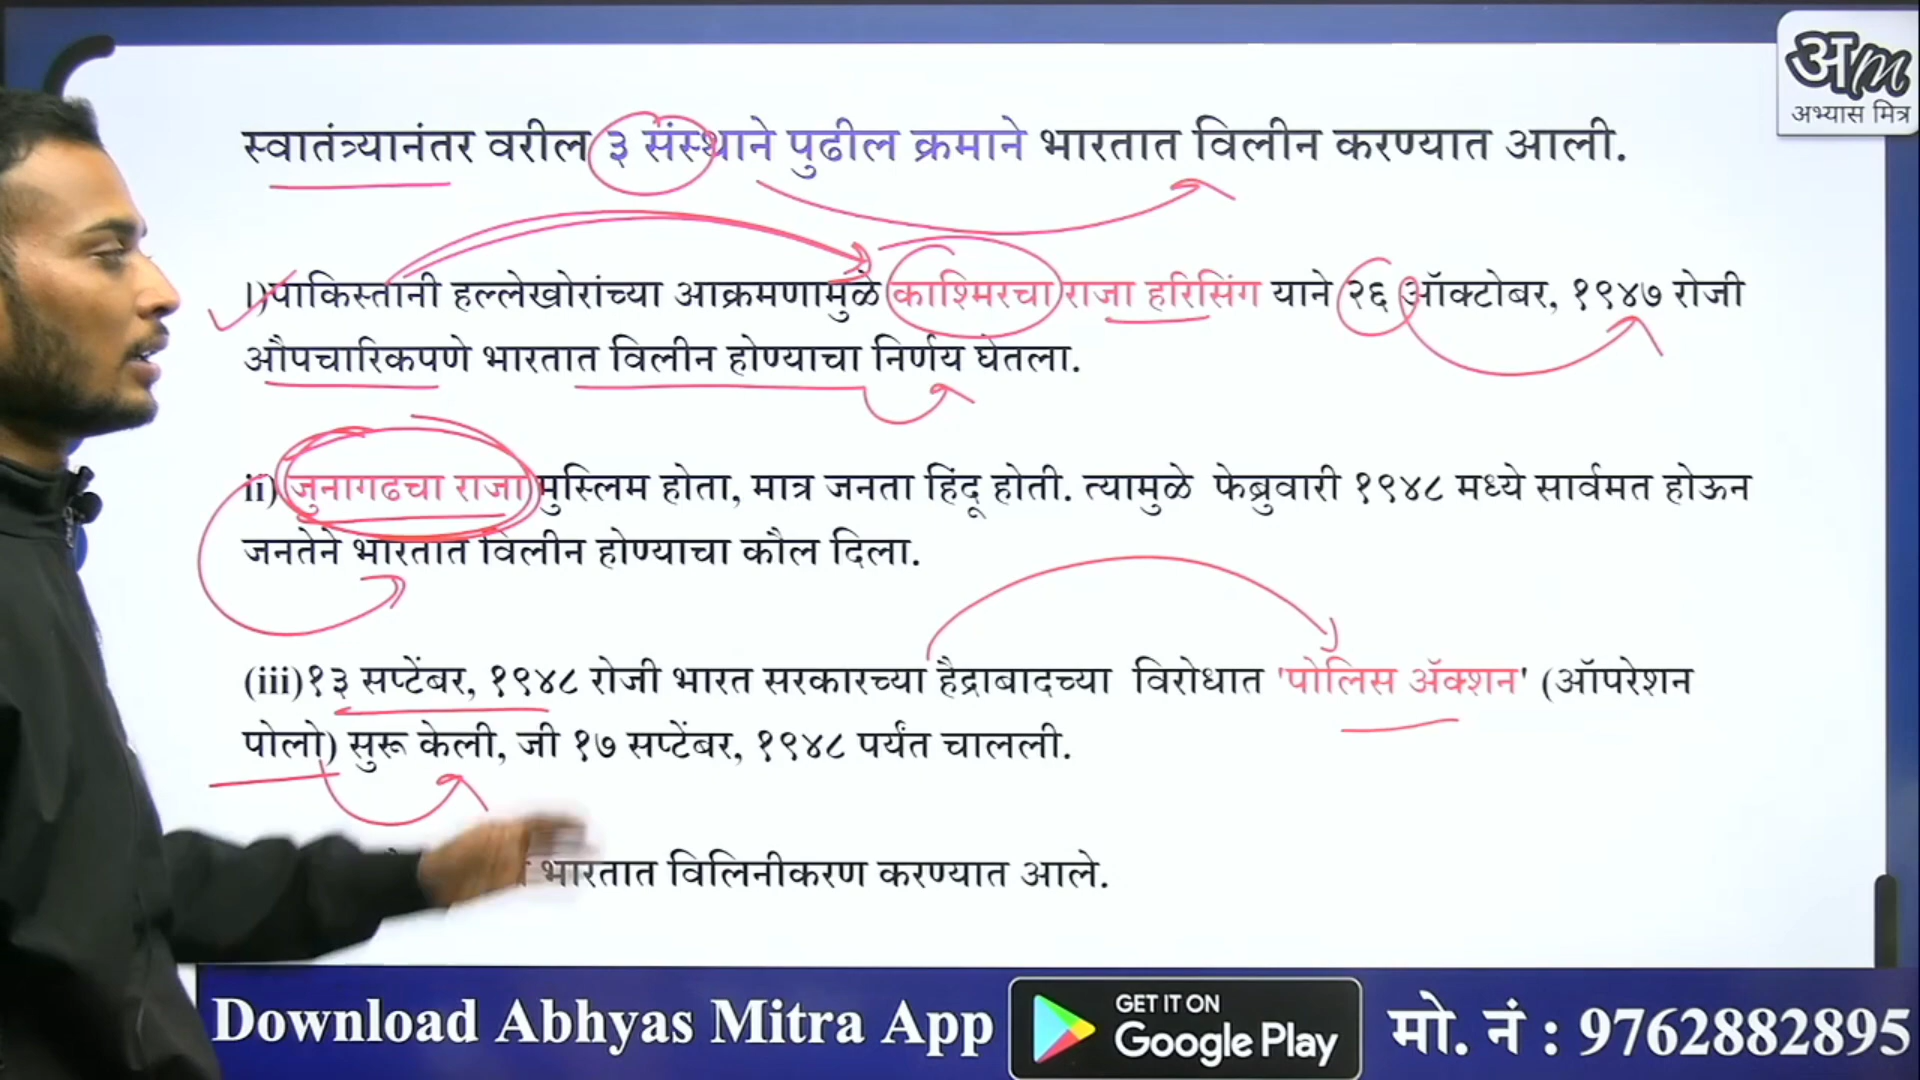 अm
अभ्यास मित्र
स्वातंत्र्यानंतर वरील ३ संस्थाने पुढील क्रमाने भारतात विलीन करण्यात आली.
i)पाकिस्तानी हल्लेखोरांच्या आक्रमणामुळे काश्मिरचा राजा हरिसिंग याने २६ ऑक्टोबर, १९४७ रोजी
औपचारिकपणे भारतात विलीन होण्याचा निर्णय घेतला.
ii) जुनागढचा राजा मुस्लिम होता, मात्र जनता हिंदू होती. त्यामुळे फेब्रुवारी १९४८ मध्ये सार्वमत होऊन
जनतेने भारतात विलीन होण्याचा कौल दिला.
(iii)१३ सप्टेंबर, १९४८ रोजी भारत सरकारच्या हैद्राबादच्या विरोधात 'पोलिस ॲक्शन' (ऑपरेशन
पोलो) सुरू केली, जी १७ सप्टेंबर, १९४८ पर्यंत चालली.
भारतात विलिनीकरण करण्यात आले.
Download Abhyas Mitra App
GET IT ON
Google Play
मो. नं : 9762882895